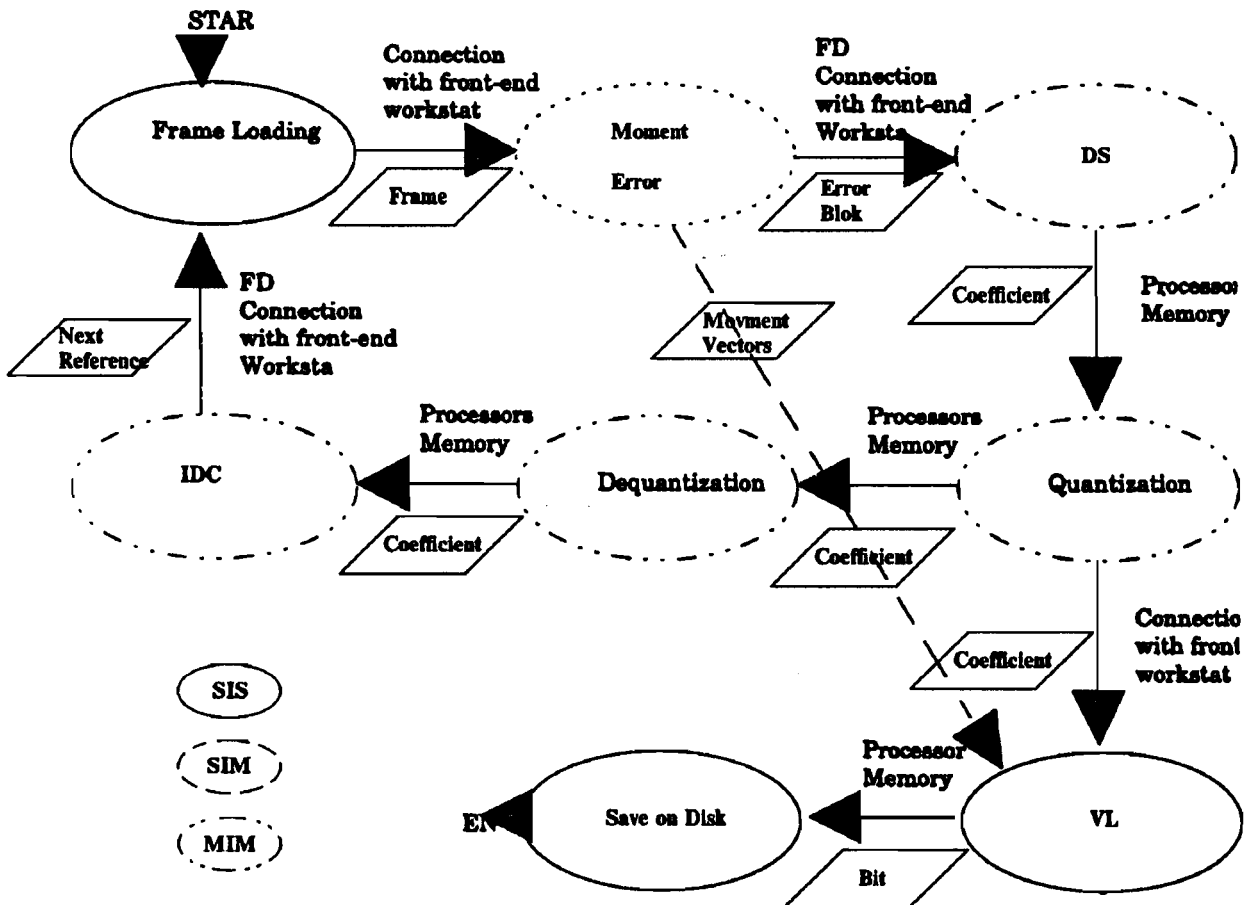 STAR
Frame Loading
Connection
with front-end
workstat
Frame
Moment
Error
FD
Connection
with front-end
Worksta
Error
Blok
DS
Coefficient
Processor
Memory
FD
Connection
with front-end
Worksta
Next
Reference
Movment
Vectors
IDC
Processors
Memory
Coefficient
Dequantization
Processors
Memory
Coefficient
Quantization
Coefficient
Connectio
with front
workstat
SIS
SIM
MIM
EN
Save on Disk
Processor
Memory
Bit
VL